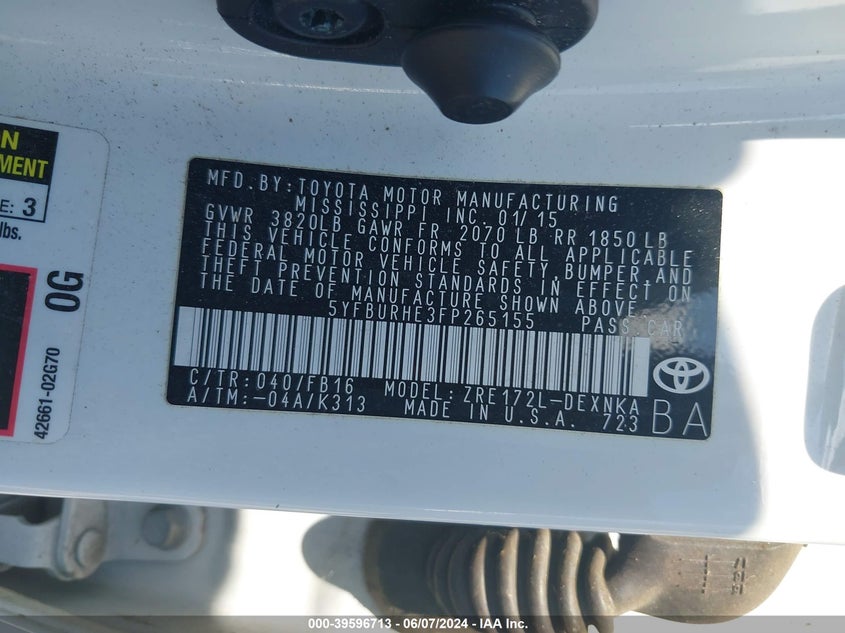 N
MENT
E: 3
lbs.
OG
42661-02G70
MFD.BY:TOYOTA MOTOR MANUFACTURING
MISSISSIPPI INC. 01/15
GVWR 3820LB GAWR FR 2070 LB RR 1850 LB
THIS VEHICLE CONFORMS TO ALL APPLICABLE
FEDERAL MOTOR VEHICLE SAFETY, BUMPER AND
THEFT PREVENTION STANDARDS IN EFFECT ON
THE DATE OF MANUFACTURE SHOWN ABOVE.
5YFBURHE3FP265155 PASS CAR
C/TR: 040/FB16 MODEL: ZRE172L-DEXNKA
A/TM:-04A/K313 MADE IN U.S.A. 723 BA
000-39596713 - 06/07/2024 - IAA Inc.